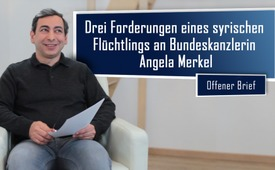 Drei Forderungen eines syrischen
Flüchtlings an Bundeskanzlerin
Angela Merkel
Offener Brief